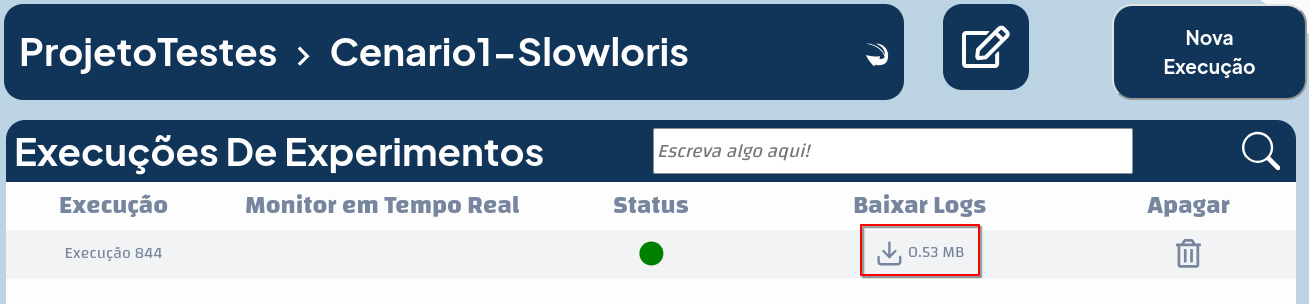 ProjetoTestes › Cenario1-Slowloris
Nova
Execução
Execuções De Experimentos
Escreva algo aqui!
Execução Monitor em Tempo Real Status Baixar Logs Apagar
Execução 844 0.53 MB